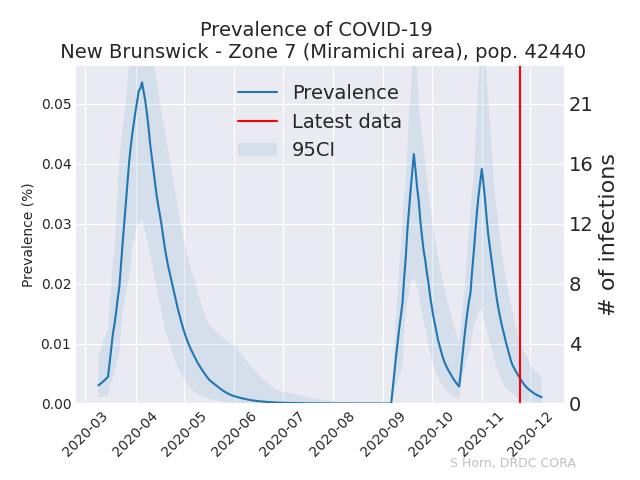 Prevalence of COVID-19
New Brunswick - Zone 7 (Miramichi area), pop. 42440
Prevalence
Latest data
95CI
Prevalence (%)
0.05
0.04
0.03
0.02
0.01
0.00
21
16
12
8
4
0
# of infections
2020-03
2020-04
2020-05
2020-06
2020-07
2020-08
2020-09
2020-10
2020-11
2020-12
S Horn, DRDC CORA